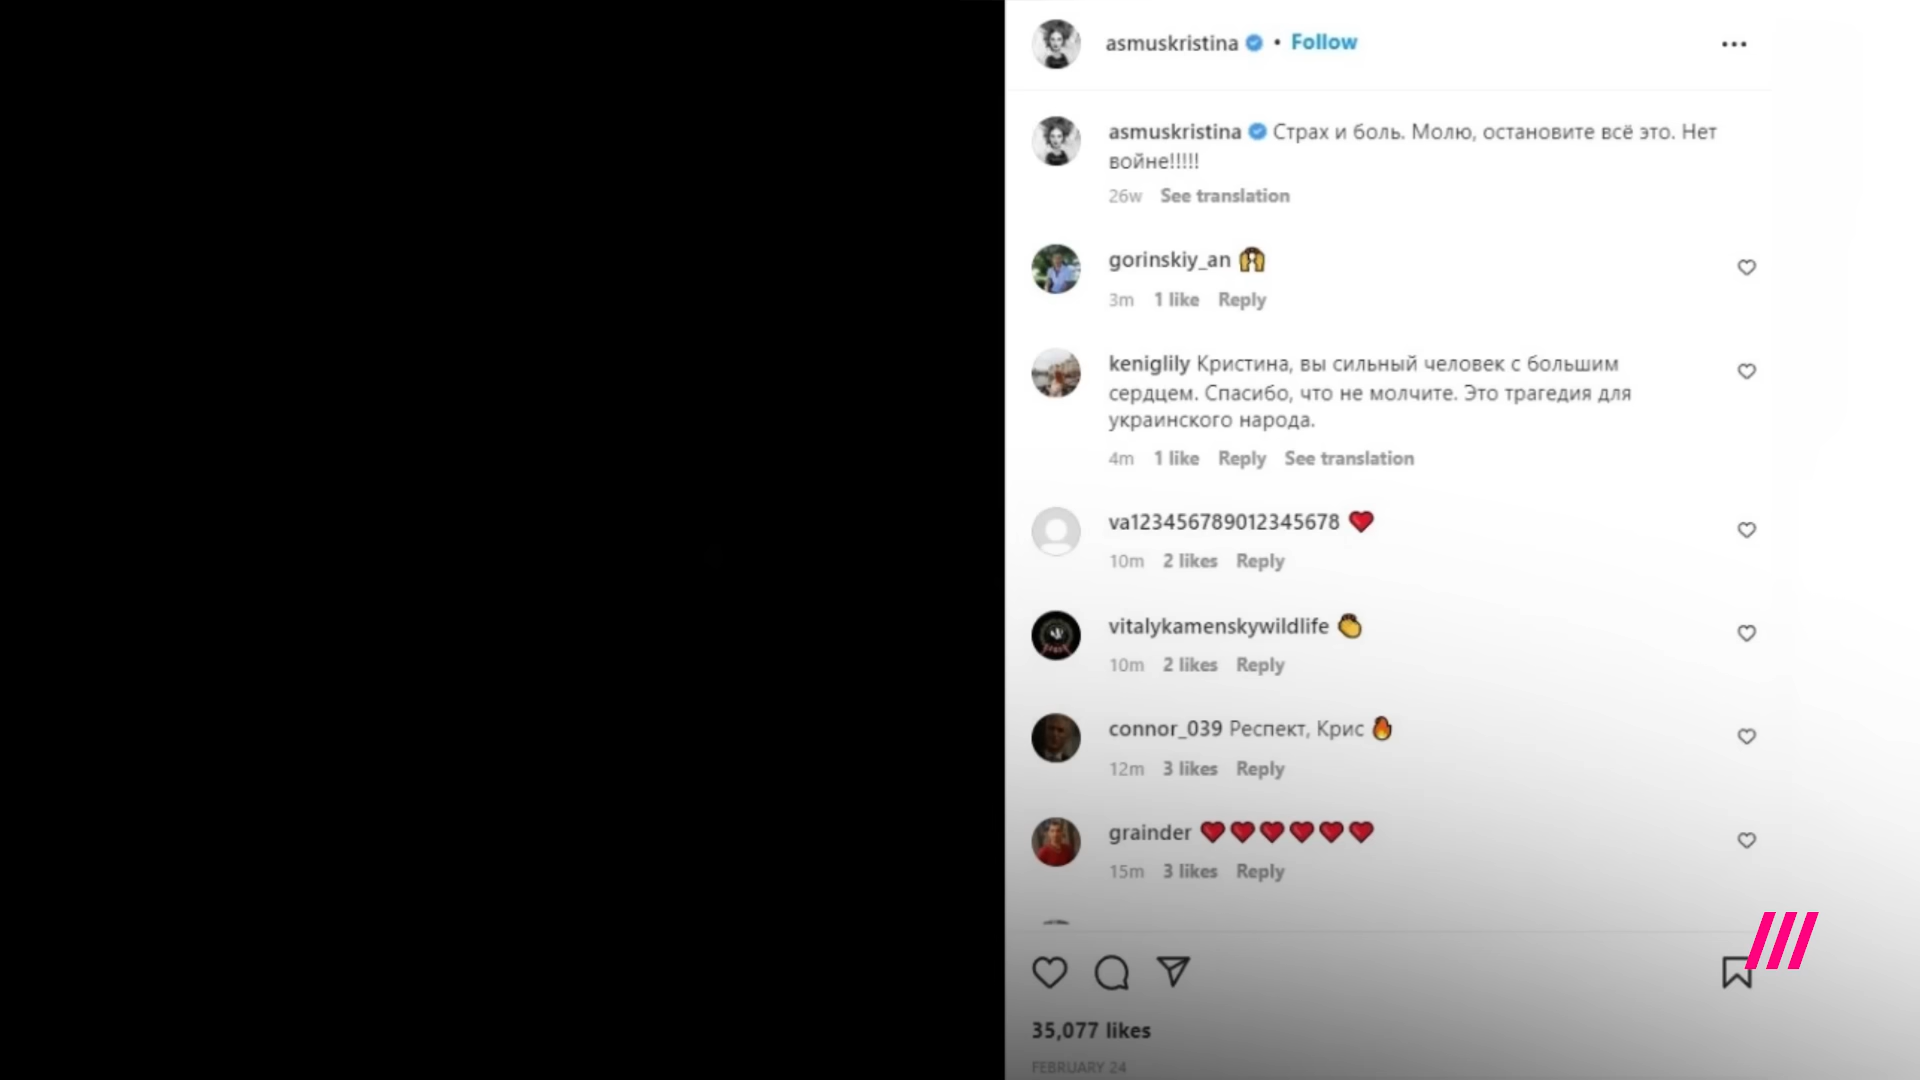 asmuskristina • Follow
asmuskristina Страх и боль. Молю, остановите всё это. Нет
войне!!!!!
26w See translation
gorinskiy_an 🙌
3m 1 like Reply
keniglily Кристина, вы сильный человек с большим
сердцем. Спасибо, что не молчите. Это трагедия для
украинского народа.
4m 1 like Reply See translation
va123456789012345678 ❤️
10m 2 likes Reply
vitalykamenskywildlife 👏
10m 2 likes Reply
connor_039 Респект, Крис 🔥
12m 3 likes Reply
grainder ❤️❤️❤️❤️❤️❤️
15m 3 likes Reply
35,077 likes
FEBRUARY 24